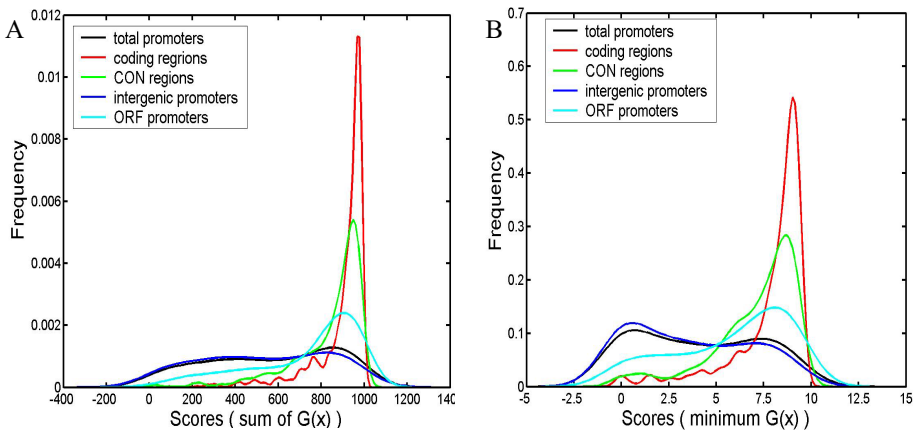 A
total promoters
coding regrions
CON regions
intergenic promoters
ORF promoters
Frequency
0.012
0.01
0.008
0.006
0.004
0.002
0
-400 -200 0 200 400 600 800 1000 1200 140
Scores ( sum of G(x) )
B
total promoters
coding regions
CON regions
intergenic promoters
ORF promoters
Frequency
0.7
0.6
0.5
0.4
0.3
0.2
0.1
0
-5 -2.5 0 2.5 5 7.5 10 12.5 15
Scores ( minimum G(x) )